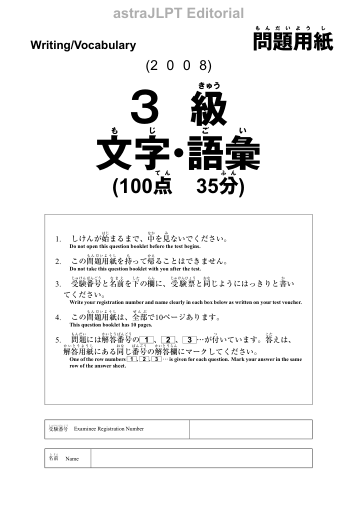 astraJLPT Editorial
もんだいようし
Writing/Vocabulary
問題用紙
(2008)
きゅう
3 級
もじ ごい
文字・語彙
てん ふん
(100点 35分)
1. しけんが始まるまで、中を見ないでください。
Do not open this question booklet before the test begins.
2. この問題用紙を持って帰ることはできません。
Do not take this question booklet with you after the test.
3. 受験番号と名前を下の欄に、受験票と同じようにはっきりと書い
てください。
Write your registration number and name clearly in each box below as written on your test voucher.
4. この問題用紙は、全部で10ページあります。
This question booklet has 10 pages.
5. 問題には解答番号の 1 、 2 、 3 …が付いています。答えは、
解答用紙にある同じ番号の解答欄にマークしてください。
One of the row numbers 1, 2, 3 … is given for each question. Mark your answer in the same
row of the answer sheet.
受験番号 Examinee Registration Number
名前 Name